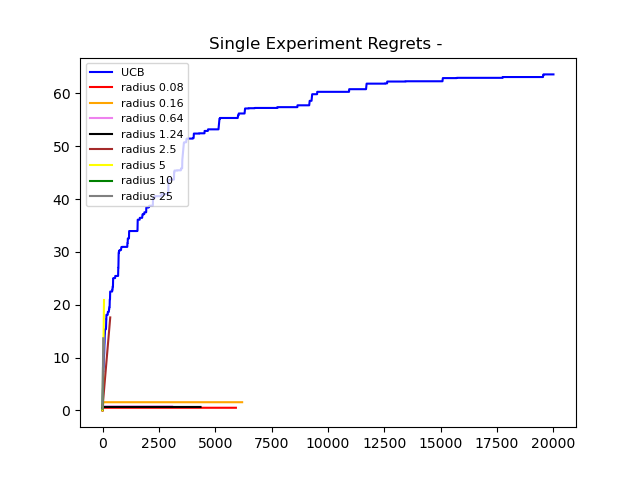 Single Experiment Regrets -
UCB
radius 0.08
radius 0.16
radius 0.64
radius 1.24
radius 2.5
radius 5
radius 10
radius 25
60
50
40
30
20
10
0
0 2500 5000 7500 10000 12500 15000 17500 20000